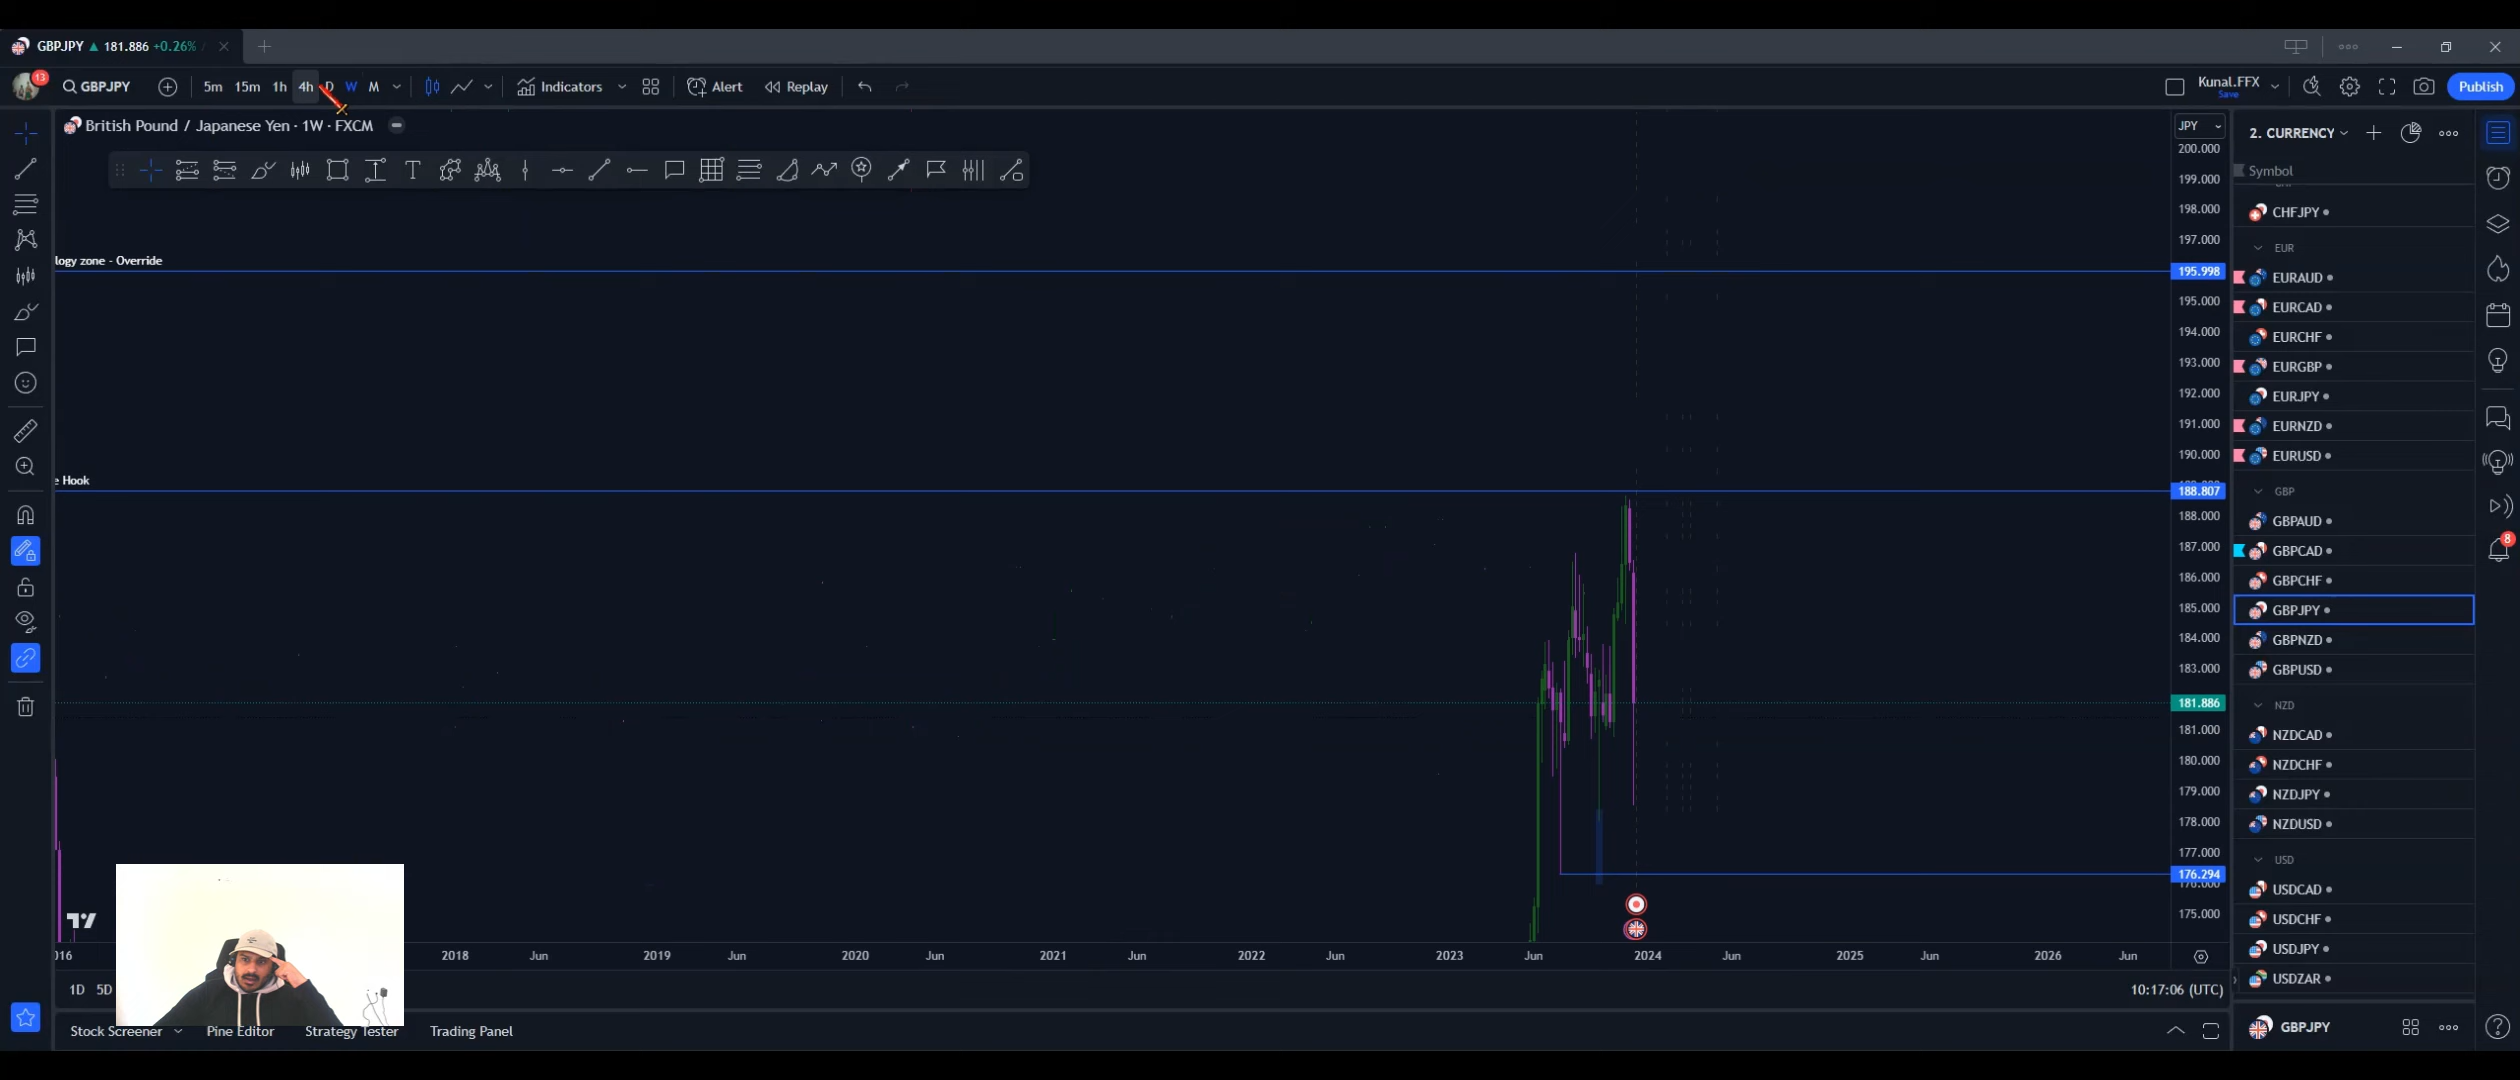 GBPJPY ▲ 181.886 +0.26% /
13
GBPJPY
5m 15m 1h 4h D W M
Indicators
Alert
Replay
Kunal.FFX
Save
Publish
British Pound / Japanese Yen · 1W · FXCM
JPY
200.000
199.000
198.000
197.000
logy zone - Override
195.998
195.000
194.000
193.000
192.000
191.000
190.000
e Hook
188.807
188.000
187.000
186.000
185.000
184.000
183.000
181.886
181.000
180.000
179.000
178.000
177.000
176.294
176.000
175.000
016 2018 Jun 2019 Jun 2020 Jun 2021 Jun 2022 Jun 2023 Jun 2024 Jun 2025 Jun 2026 Jun
1D 5D
10:17:06 (UTC)
Stock Screener Pine Editor Strategy Tester Trading Panel
2. CURRENCY
Symbol
CHFJPY
EUR
EURAUD
EURCAD
EURCHF
EURGBP
EURJPY
EURNZD
EURUSD
GBP
GBPAUD
GBPCAD
GBPCHF
GBPJPY
GBPNZD
GBPUSD
NZD
NZDCAD
NZDCHF
NZDJPY
NZDUSD
USD
USDCAD
USDCHF
USDJPY
USDZAR
GBPJPY
8